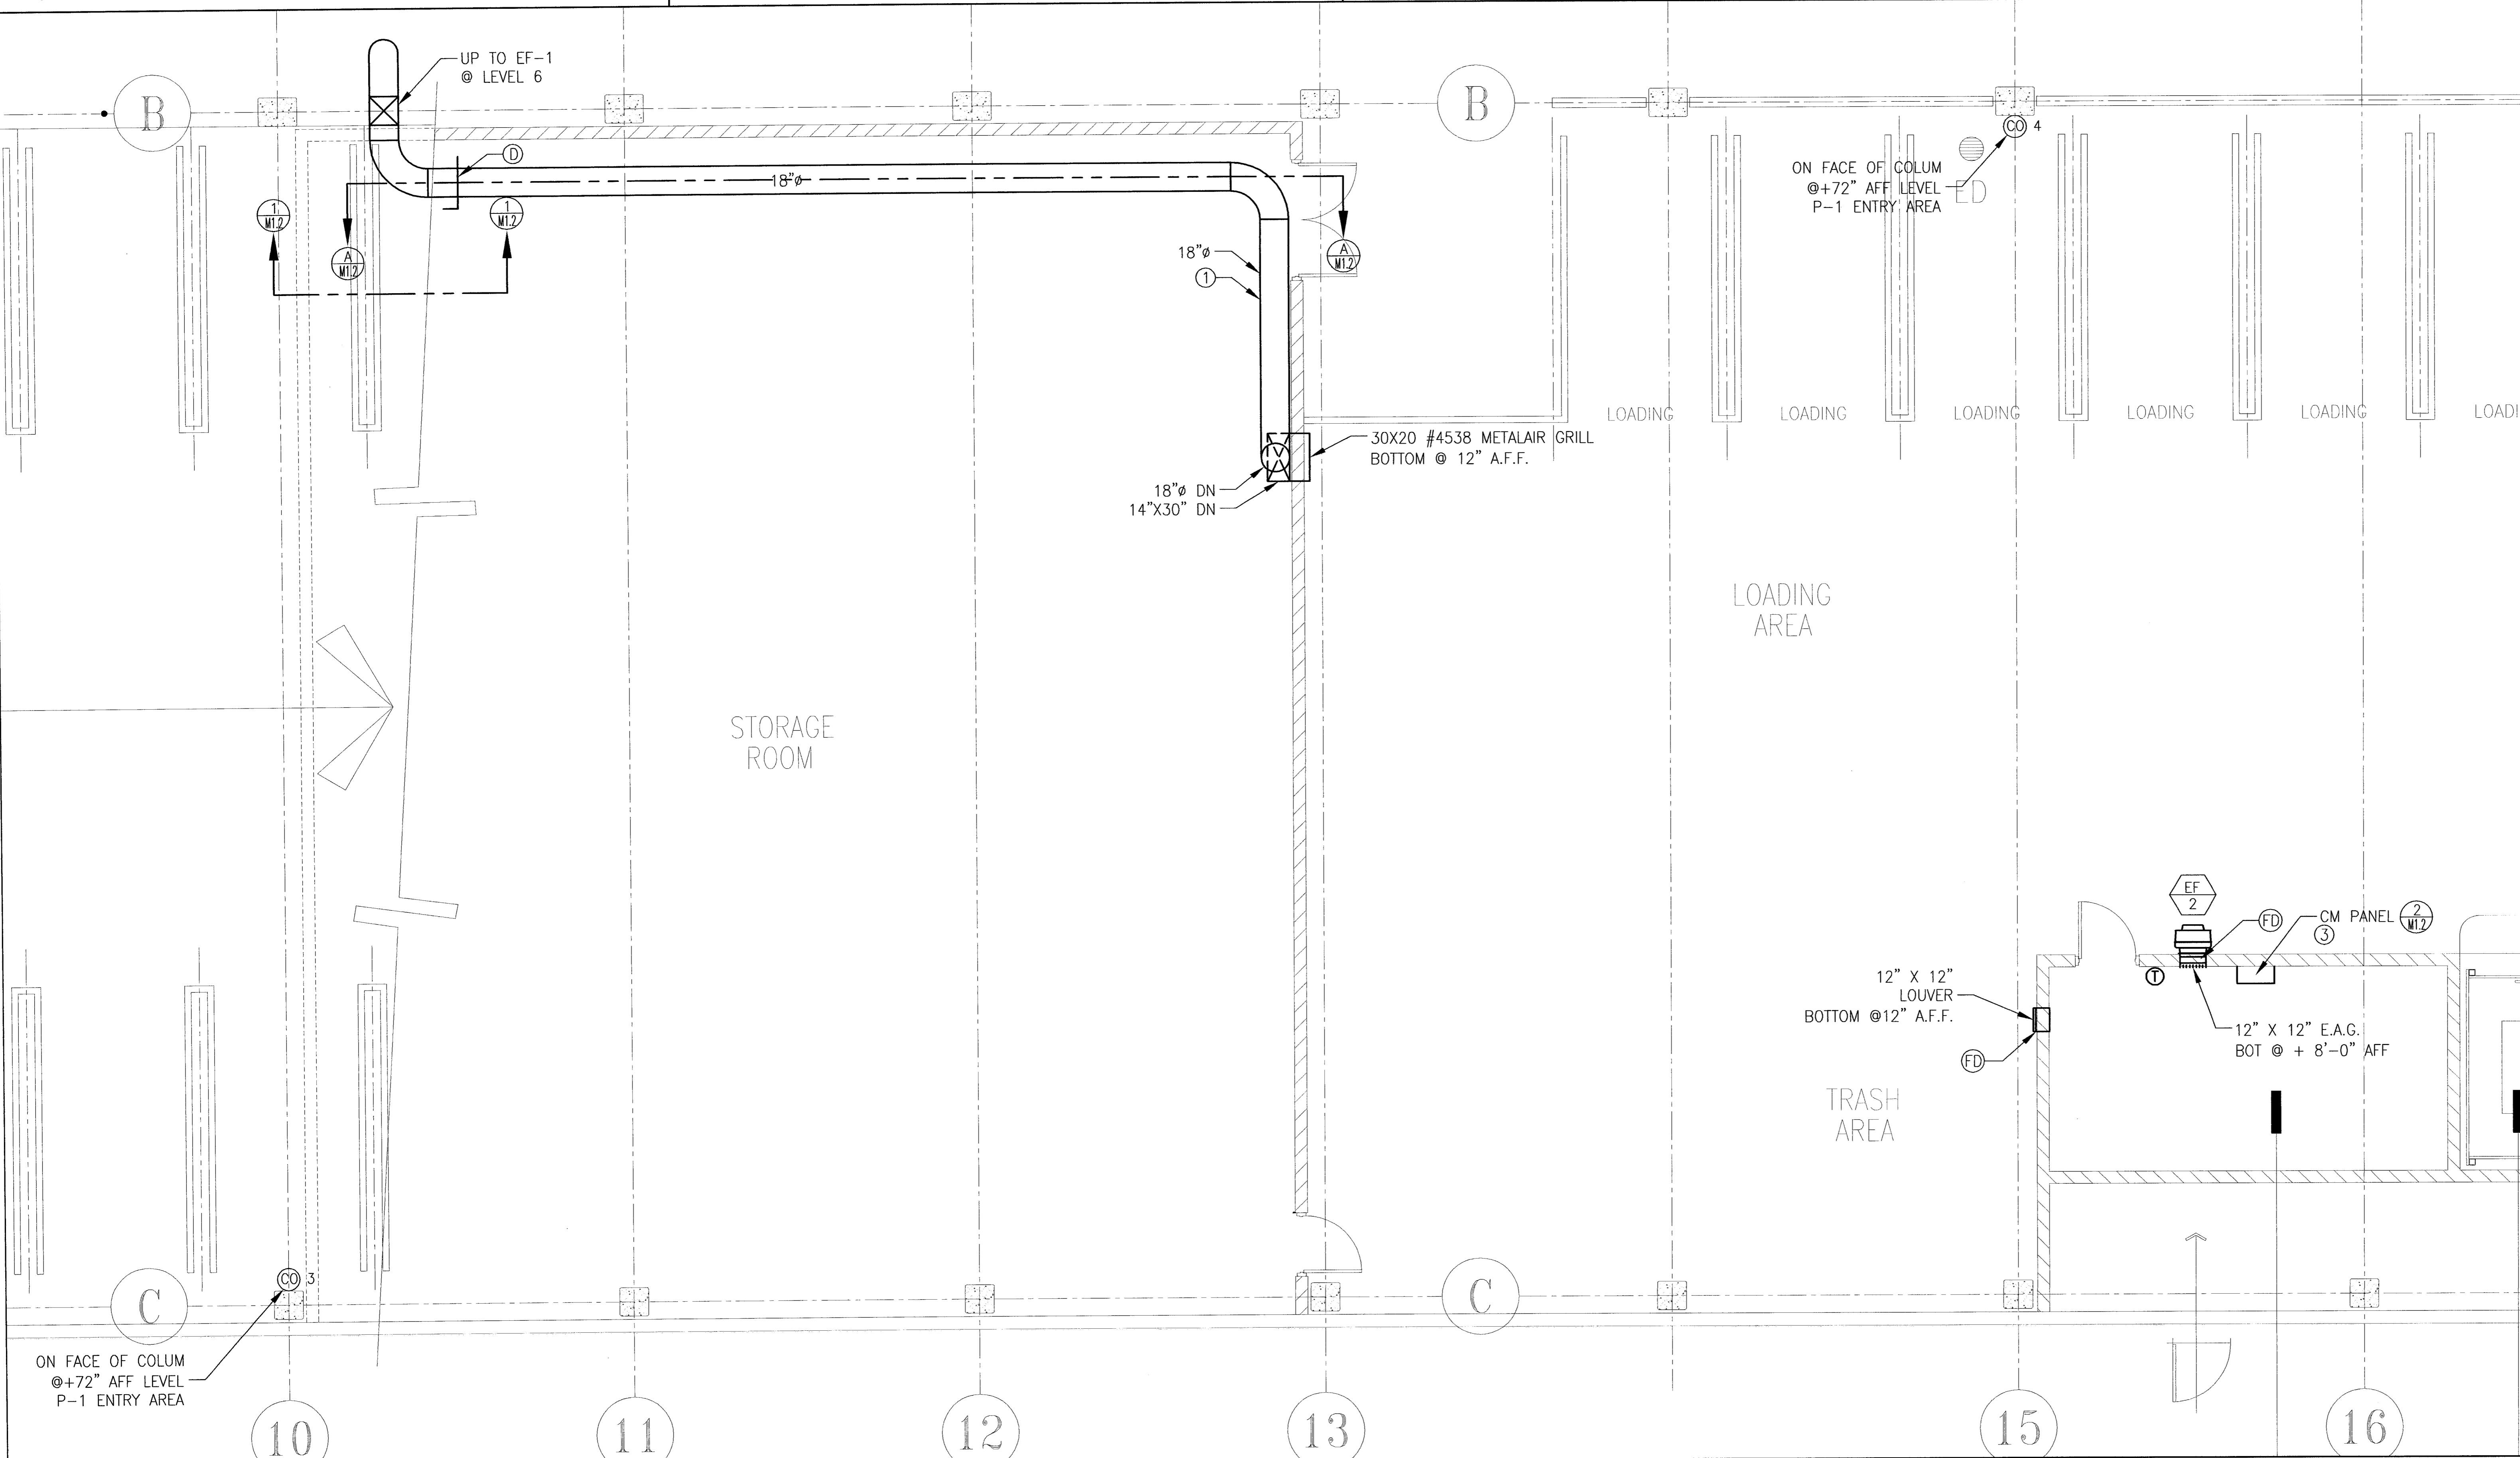 UP TO EF-1
@ LEVEL 6
B
B
CO 4
D
18"ø
ON FACE OF COLUM
@+72" AFF LEVEL
P-1 ENTRY AREA
ED
1
M1.2
1
M1.2
A
M1.2
A
M1.2
18"ø
1
LOADING
LOADING
LOADING
LOADING
LOADING
LOADI
30X20 #4538 METALAIR GRILL
BOTTOM @ 12" A.F.F.
18"ø DN
14"X30" DN
LOADING
AREA
STORAGE
ROOM
EF
2
FD
CM PANEL
2
M1.2
3
T
12" X 12"
LOUVER
BOTTOM @12" A.F.F.
FD
12" X 12" E.A.G.
BOT @ + 8'-0" AFF
TRASH
AREA
CO 3
C
C
ON FACE OF COLUM
@+72" AFF LEVEL
P-1 ENTRY AREA
10
11
12
13
15
16